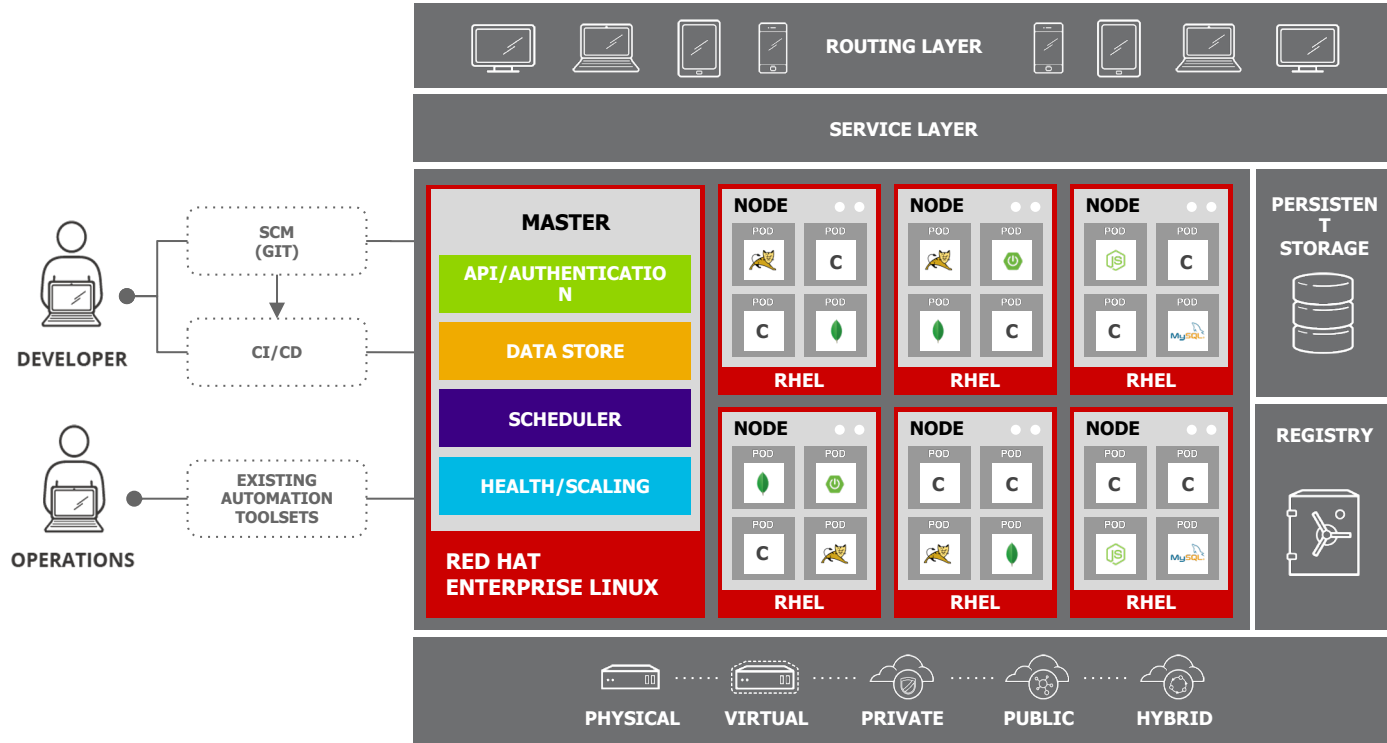 ROUTING LAYER
SERVICE LAYER
SCM
(GIT)
CI/CD
DEVELOPER
EXISTING
AUTOMATION
TOOLSETS
OPERATIONS
MASTER
API/AUTHENTICATIO
N
DATA STORE
SCHEDULER
HEALTH/SCALING
RED HAT
ENTERPRISE LINUX
NODE
POD POD
C
POD POD
C
RHEL
NODE
POD POD
POD POD
C
RHEL
NODE
POD POD
JS C
POD POD
C MySQL
RHEL
NODE
POD POD
POD POD
C
RHEL
NODE
POD POD
C C
POD POD
RHEL
NODE
POD POD
C C
POD POD
JS MySQL
RHEL
PERSISTEN
T
STORAGE
REGISTRY
PHYSICAL VIRTUAL PRIVATE PUBLIC HYBRID